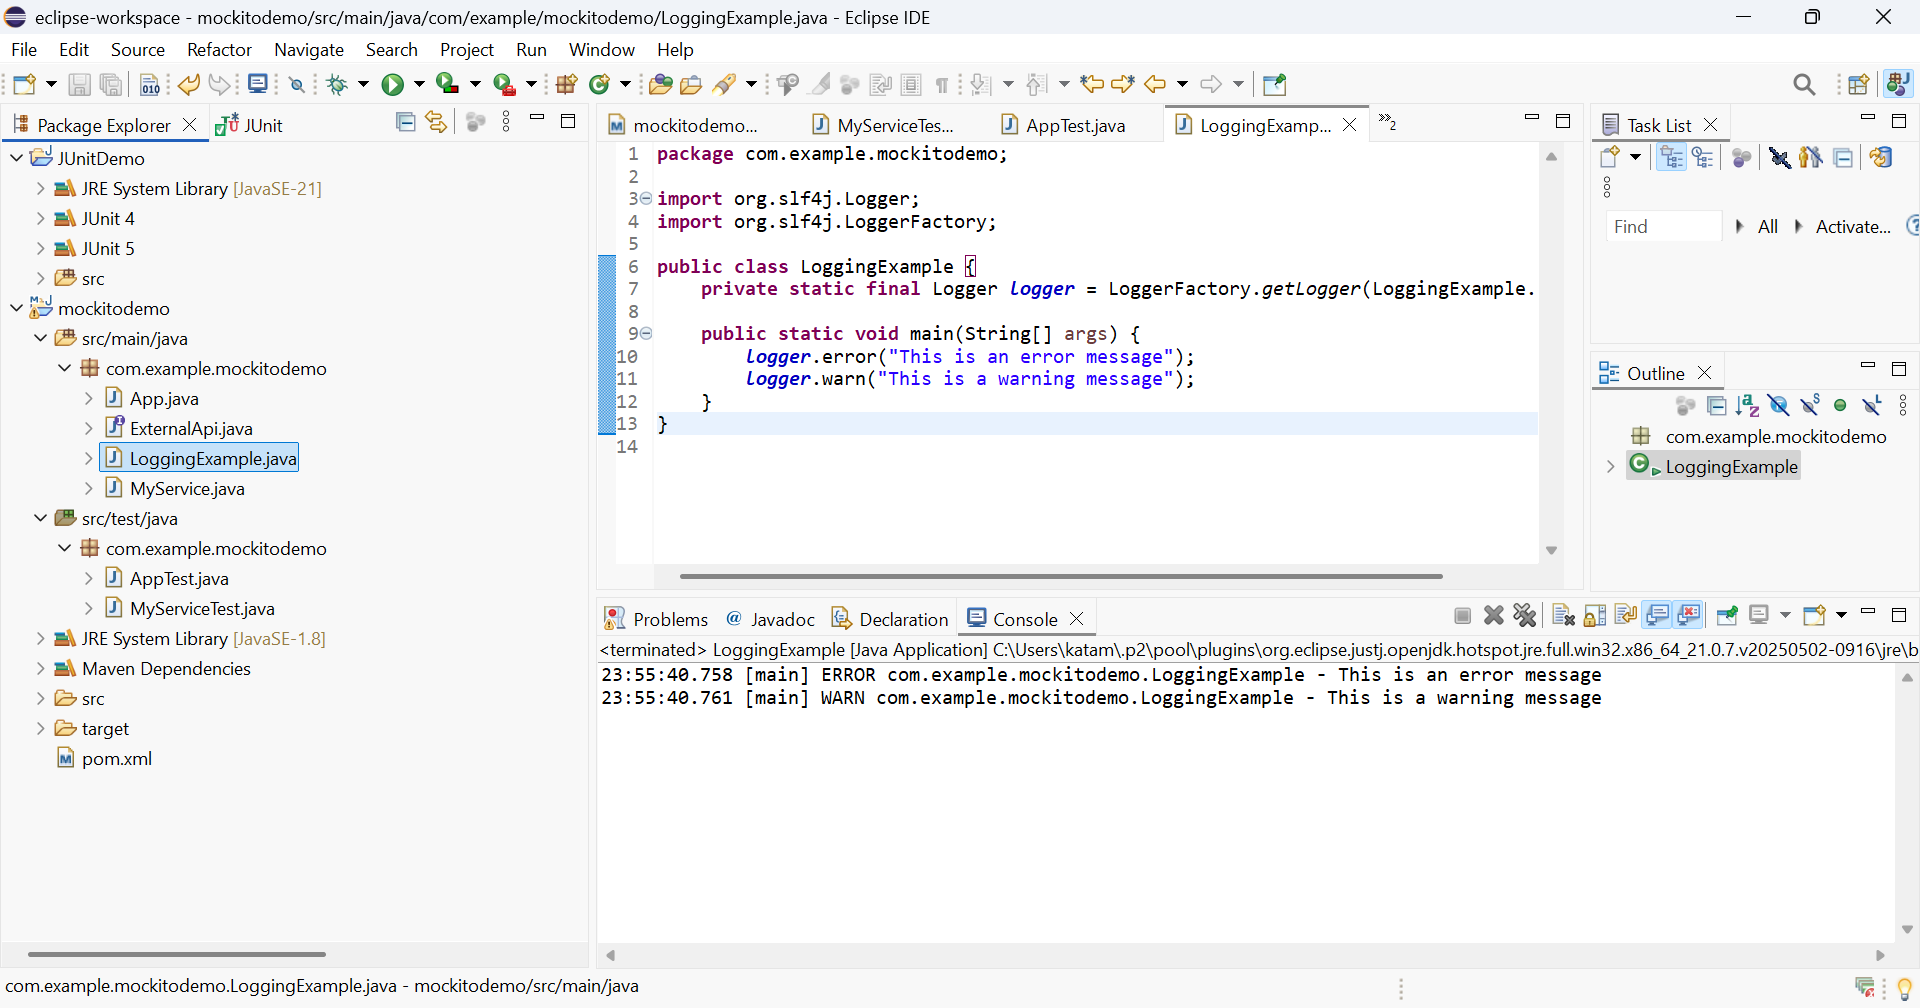 eclipse-workspace - mockitodemo/src/main/java/com/example/mockitodemo/LoggingExample.java - Eclipse IDE
File Edit Source Refactor Navigate Search Project Run Window Help
Package Explorer
JUnit
JUnitDemo
JRE System Library [JavaSE-21]
JUnit 4
JUnit 5
src
mockitodemo
src/main/java
com.example.mockitodemo
App.java
ExternalApi.java
LoggingExample.java
MyService.java
src/test/java
com.example.mockitodemo
AppTest.java
MyServiceTest.java
JRE System Library [JavaSE-1.8]
Maven Dependencies
src
target
pom.xml
mockitodemo... MyServiceTes... AppTest.java LoggingExamp... »2
1 package com.example.mockitodemo;
2
3 import org.slf4j.Logger;
4 import org.slf4j.LoggerFactory;
5
6 public class LoggingExample {
7 private static final Logger logger = LoggerFactory.getLogger(LoggingExample.
8
9 public static void main(String[] args) {
10 logger.error("This is an error message");
11 logger.warn("This is a warning message");
12 }
13 }
14
Task List
Find All Activate...
Outline
com.example.mockitodemo
LoggingExample
Problems @ Javadoc Declaration Console
<terminated> LoggingExample [Java Application] C:\Users\katam\.p2\pool\plugins\org.eclipse.justj.openjdk.hotspot.jre.full.win32.x86_64_21.0.7.v20250502-0916\jre\b
23:55:40.758 [main] ERROR com.example.mockitodemo.LoggingExample - This is an error message
23:55:40.761 [main] WARN com.example.mockitodemo.LoggingExample - This is a warning message
com.example.mockitodemo.LoggingExample.java - mockitodemo/src/main/java